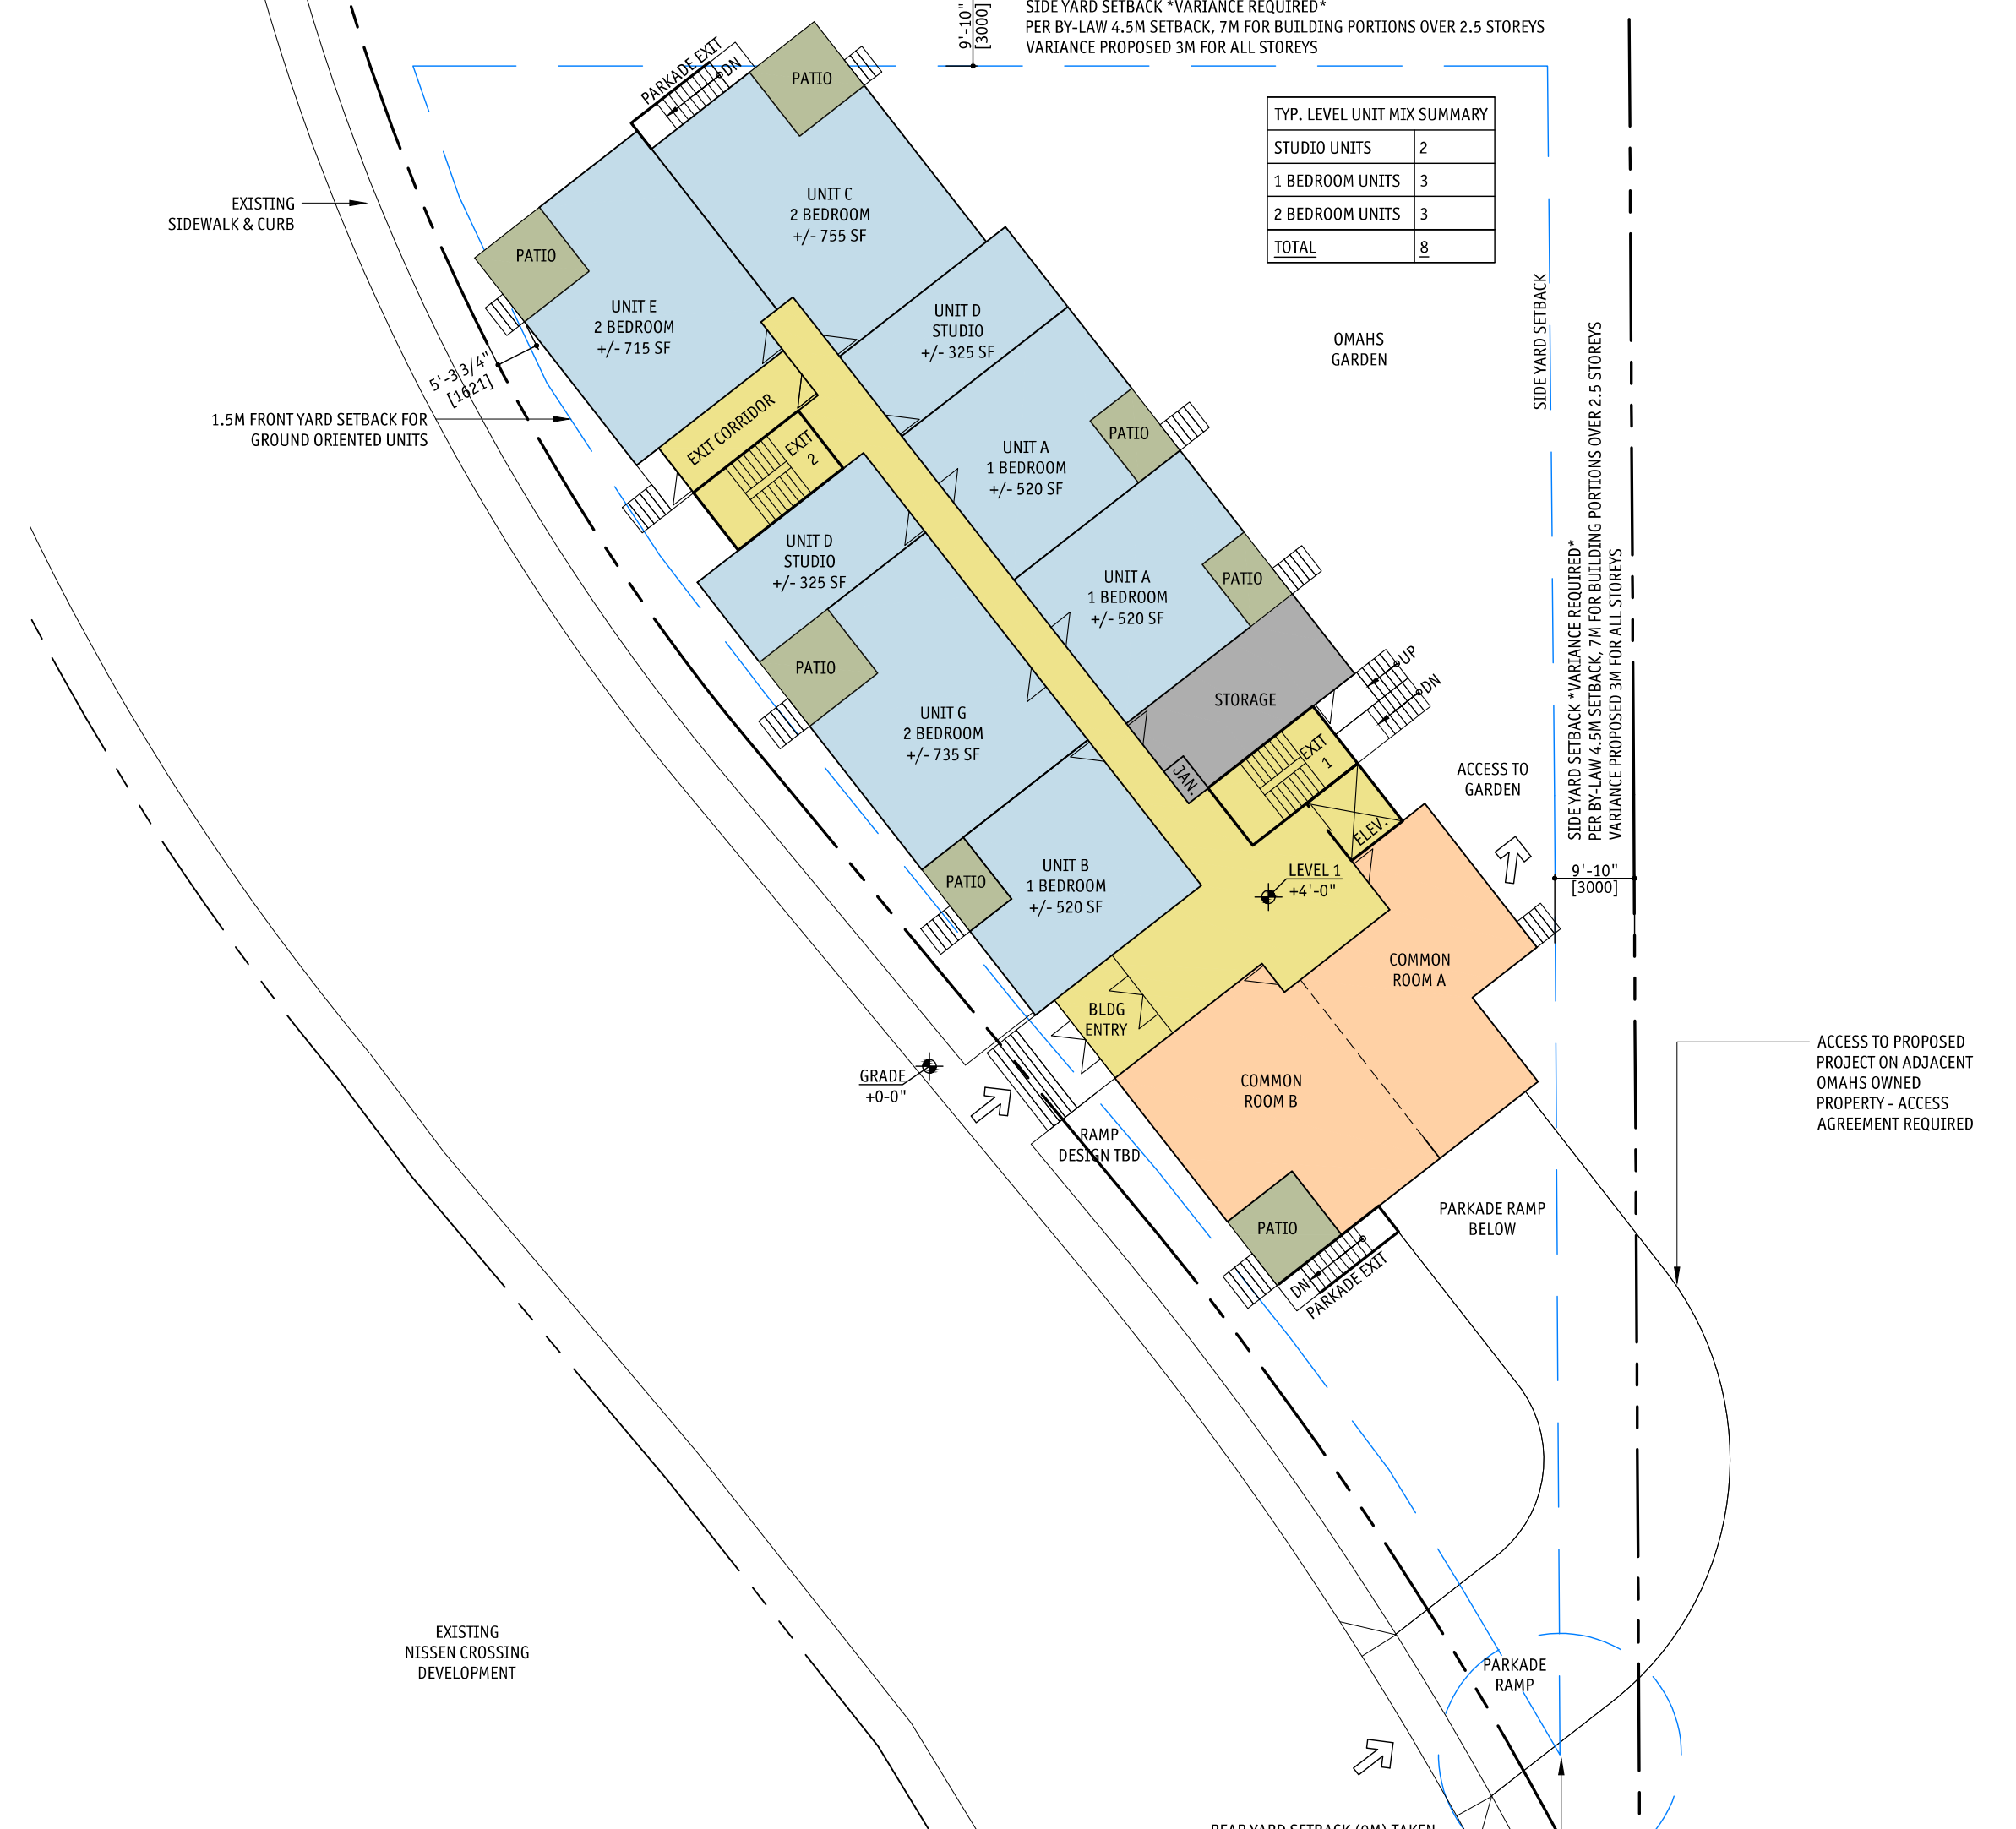 SIDE YARD SETBACK *VARIANCE REQUIRED*
PER BY-LAW 4.5M SETBACK, 7M FOR BUILDING PORTIONS OVER 2.5 STOREYS
VARIANCE PROPOSED 3M FOR ALL STOREYS
9'-10"
[3000]
PARKADE EXIT
DN
PATIO
TYP. LEVEL UNIT MIX SUMMARY
STUDIO UNITS 2
1 BEDROOM UNITS 3
2 BEDROOM UNITS 3
TOTAL 8
EXISTING
SIDEWALK & CURB
UNIT C
2 BEDROOM
+/- 755 SF
PATIO
UNIT E
2 BEDROOM
+/- 715 SF
UNIT D
STUDIO
+/- 325 SF
OMAHS
GARDEN
SIDE YARD SETBACK
5'-3 3/4"
[1621]
1.5M FRONT YARD SETBACK FOR
GROUND ORIENTED UNITS
EXIT CORRIDOR
EXIT
2
UNIT A
1 BEDROOM
+/- 520 SF
PATIO
UNIT D
STUDIO
+/- 325 SF
UNIT A
1 BEDROOM
+/- 520 SF
PATIO
SIDE YARD SETBACK *VARIANCE REQUIRED*
PER BY-LAW 4.5M SETBACK, 7M FOR BUILDING PORTIONS OVER 2.5 STOREYS
VARIANCE PROPOSED 3M FOR ALL STOREYS
PATIO
UNIT G
2 BEDROOM
+/- 735 SF
STORAGE
UP
DN
JAN.
EXIT
1
ELEV.
ACCESS TO
GARDEN
PATIO
UNIT B
1 BEDROOM
+/- 520 SF
LEVEL 1
+4'-0"
9'-10"
[3000]
COMMON
ROOM A
BLDG
ENTRY
GRADE
+0-0"
COMMON
ROOM B
RAMP
DESIGN TBD
ACCESS TO PROPOSED
PROJECT ON ADJACENT
OMAHS OWNED
PROPERTY - ACCESS
AGREEMENT REQUIRED
PATIO
PARKADE RAMP
BELOW
DN
PARKADE EXIT
EXISTING
NISSEN CROSSING
DEVELOPMENT
PARKADE
RAMP
REAR YARD SETBACK (9M) TAKEN